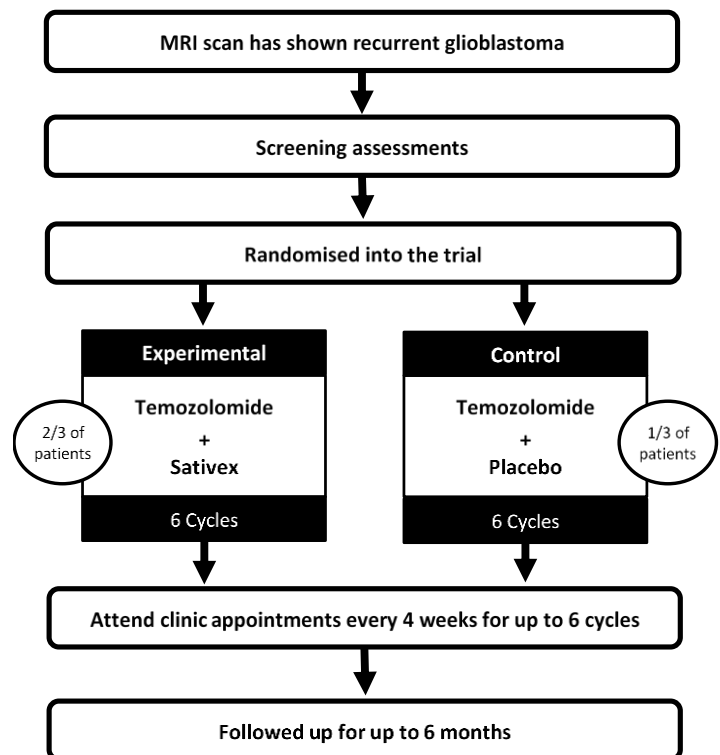 MRI scan has shown recurrent glioblastoma
Screening assessments
Randomised into the trial
Experimental
Temozolomide
+
Sativex
6 Cycles
2/3 of
patients
Control
Temozolomide
+
Placebo
6 Cycles
1/3 of
patients
Attend clinic appointments every 4 weeks for up to 6 cycles
Followed up for up to 6 months